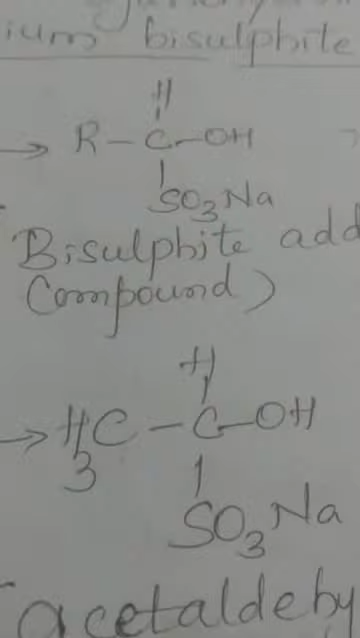 ium bisulphite
H
→ R-C-OH
SO₃Na
Bisulphite add
Compound)
H
→ H₃C-C-OH
SO₃Na
acetaldehy